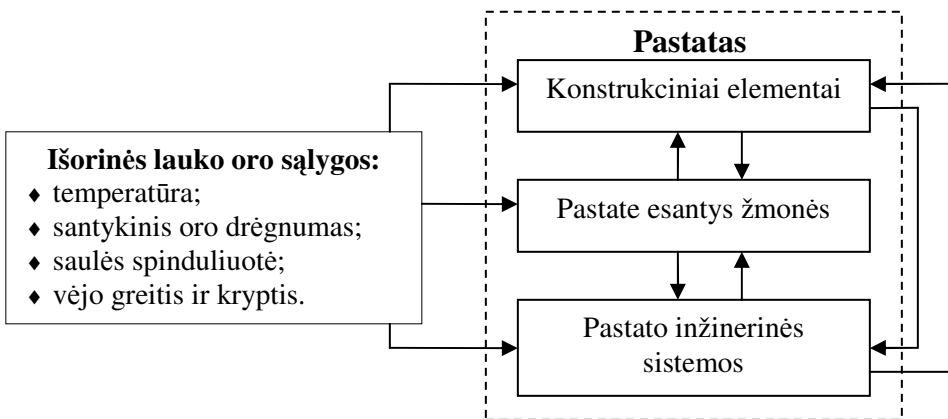 Pastatas
Konstrukciniai elementai
Išorinės lauko oro sąlygos:
♦ temperatūra;
♦ santykinis oro drėgnumas;
♦ saulės spinduliuotė;
♦ vėjo greitis ir kryptis.
Pastate esantys žmonės
Pastato inžinerinės
sistemos